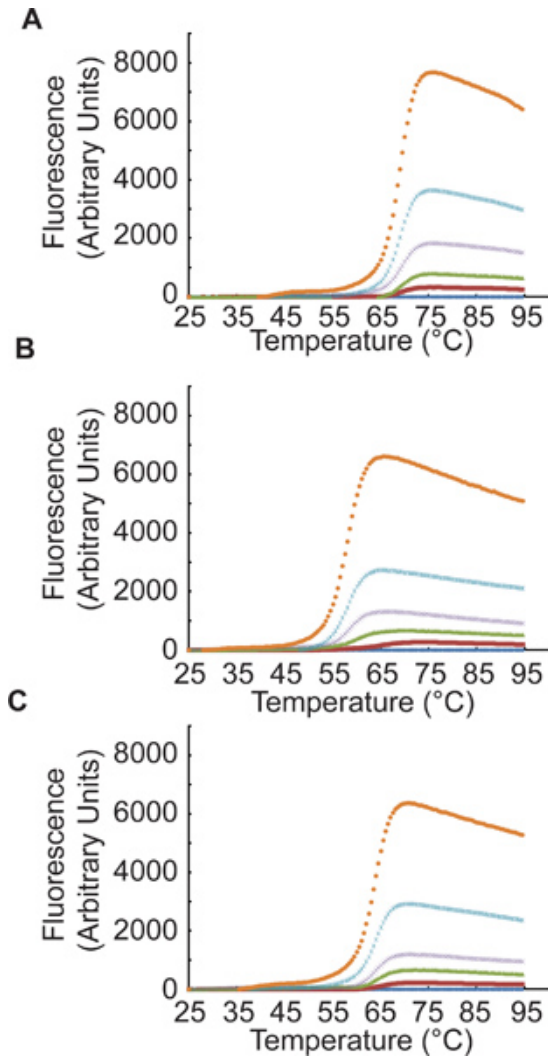 A
Fluorescence
(Arbitrary Units)
8000
6000
4000
2000
0
25 35 45 55 65 75 85 95
Temperature (°C)
B
Fluorescence
(Arbitrary Units)
8000
6000
4000
2000
0
25 35 45 55 65 75 85 95
Temperature (°C)
C
Fluorescence
(Arbitrary Units)
8000
6000
4000
2000
0
25 35 45 55 65 75 85 95
Temperature (°C)